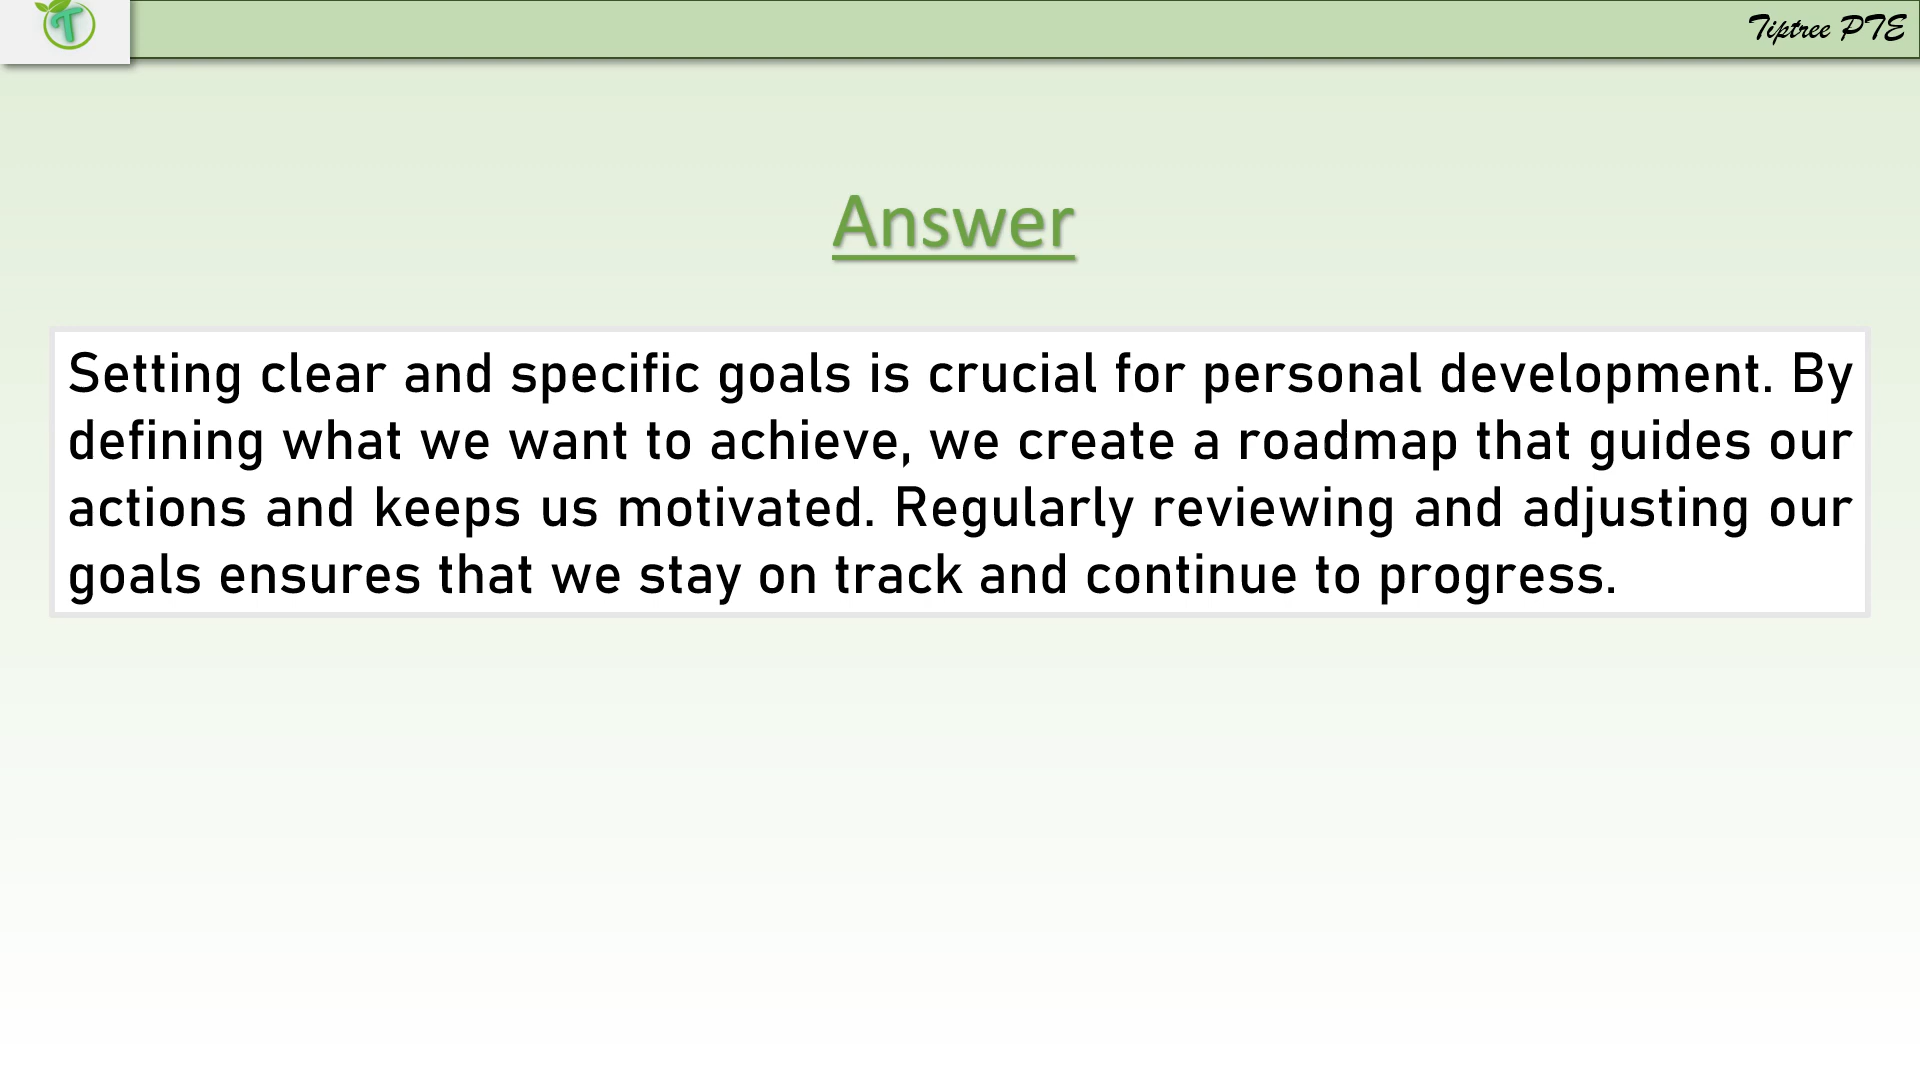 T
Tiptree PTE
Answer
Setting clear and specific goals is crucial for personal development. By
defining what we want to achieve, we create a roadmap that guides our
actions and keeps us motivated. Regularly reviewing and adjusting our
goals ensures that we stay on track and continue to progress.